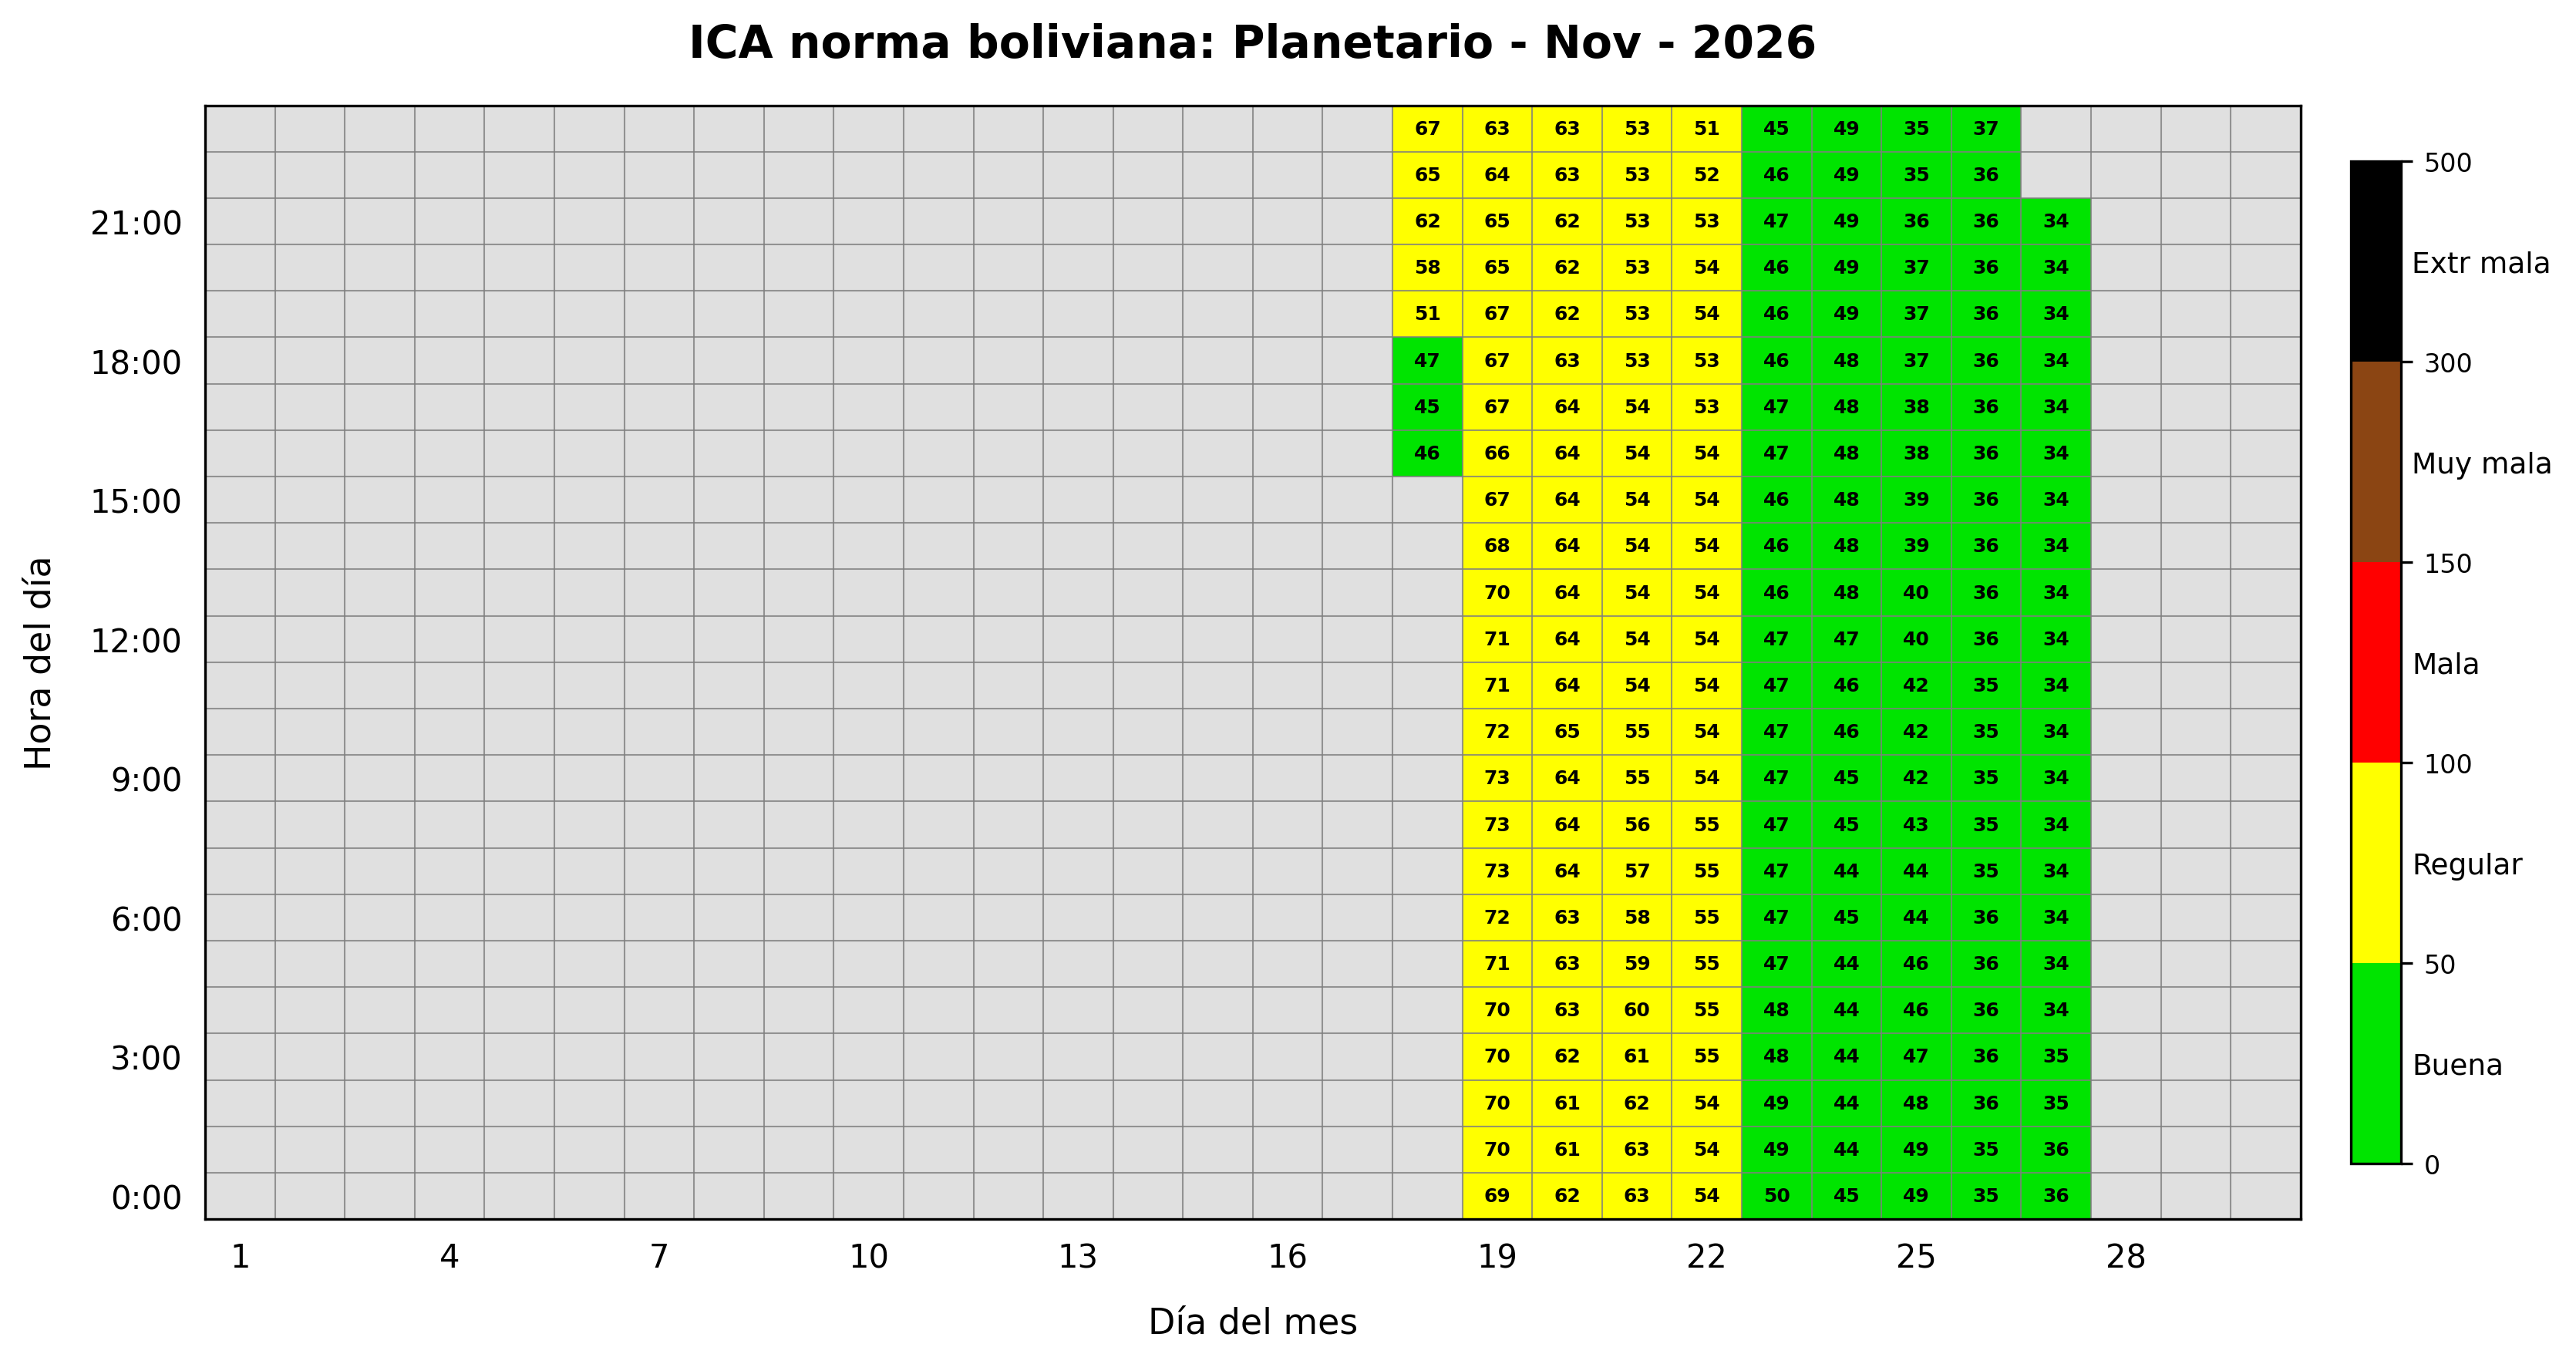 ICA norma boliviana: Planetario - Nov - 2026
67 63 63 53 51 45 49 35 37
65 64 63 53 52 46 49 35 36
21:00 62 65 62 53 53 47 49 36 36 34
58 65 62 53 54 46 49 37 36 34
51 67 62 53 54 46 49 37 36 34
18:00 47 67 63 53 53 46 48 37 36 34
45 67 64 54 53 47 48 38 36 34
46 66 64 54 54 47 48 38 36 34
15:00 67 64 54 54 46 48 39 36 34
68 64 54 54 46 48 39 36 34
70 64 54 54 46 48 40 36 34
12:00 71 64 54 54 47 47 40 36 34
71 64 54 54 47 46 42 35 34
72 65 55 54 47 46 42 35 34
9:00 73 64 55 54 47 45 42 35 34
73 64 56 55 47 45 43 35 34
73 64 57 55 47 44 44 35 34
6:00 72 63 58 55 47 45 44 36 34
71 63 59 55 47 44 46 36 34
70 63 60 55 48 44 46 36 34
3:00 70 62 61 55 48 44 47 36 35
70 61 62 54 49 44 48 36 35
70 61 63 54 49 44 49 35 36
0:00 69 62 63 54 50 45 49 35 36
1 4 7 10 13 16 19 22 25 28
Día del mes
Hora del día
500
Extr mala
300
Muy mala
150
Mala
100
Regular
50
Buena
0